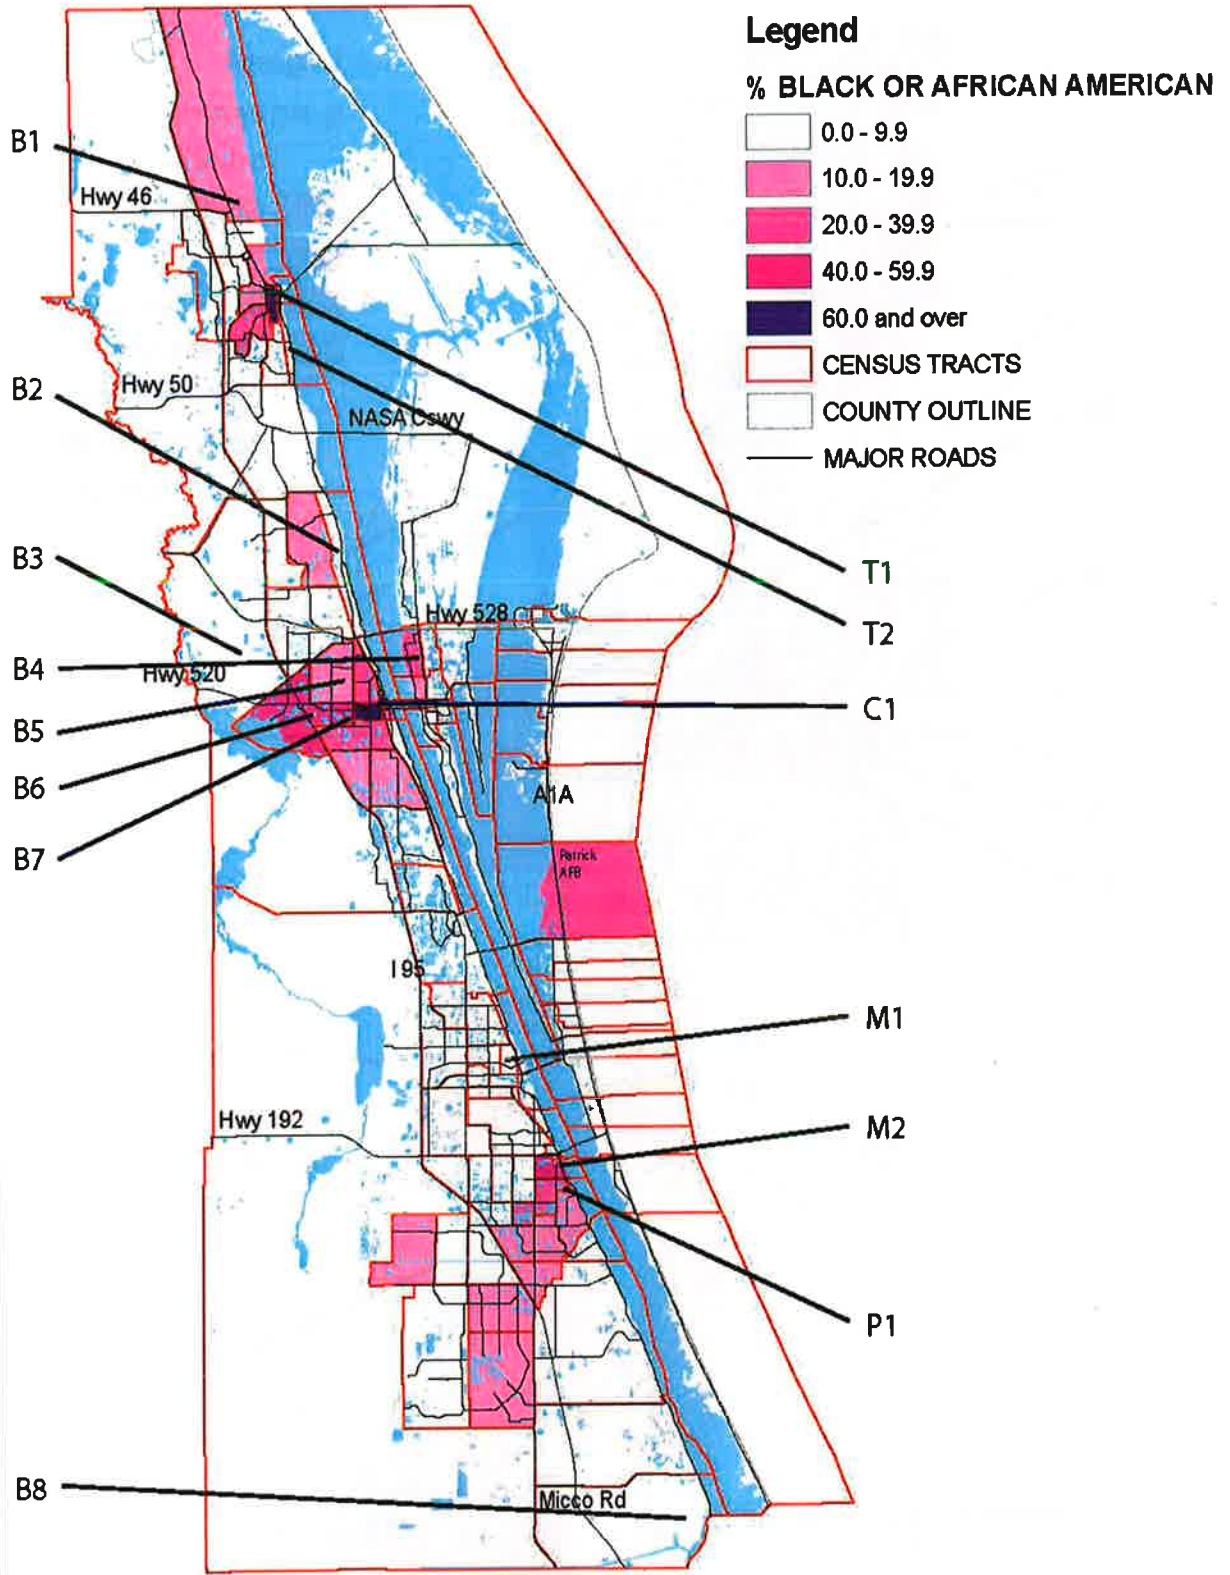 Legend
% BLACK OR AFRICAN AMERICAN
0.0 - 9.9
10.0 - 19.9
20.0 - 39.9
40.0 - 59.9
60.0 and over
CENSUS TRACTS
COUNTY OUTLINE
MAJOR ROADS
B1
Hwy 46
B2
Hwy 50
NASA Cswy
B3
T1
T2
Hwy 528
B4
Hwy 520
C1
B5
B6
A1A
B7
Patrick
AFB
I 95
M1
Hwy 192
M2
P1
B8
Micco Rd